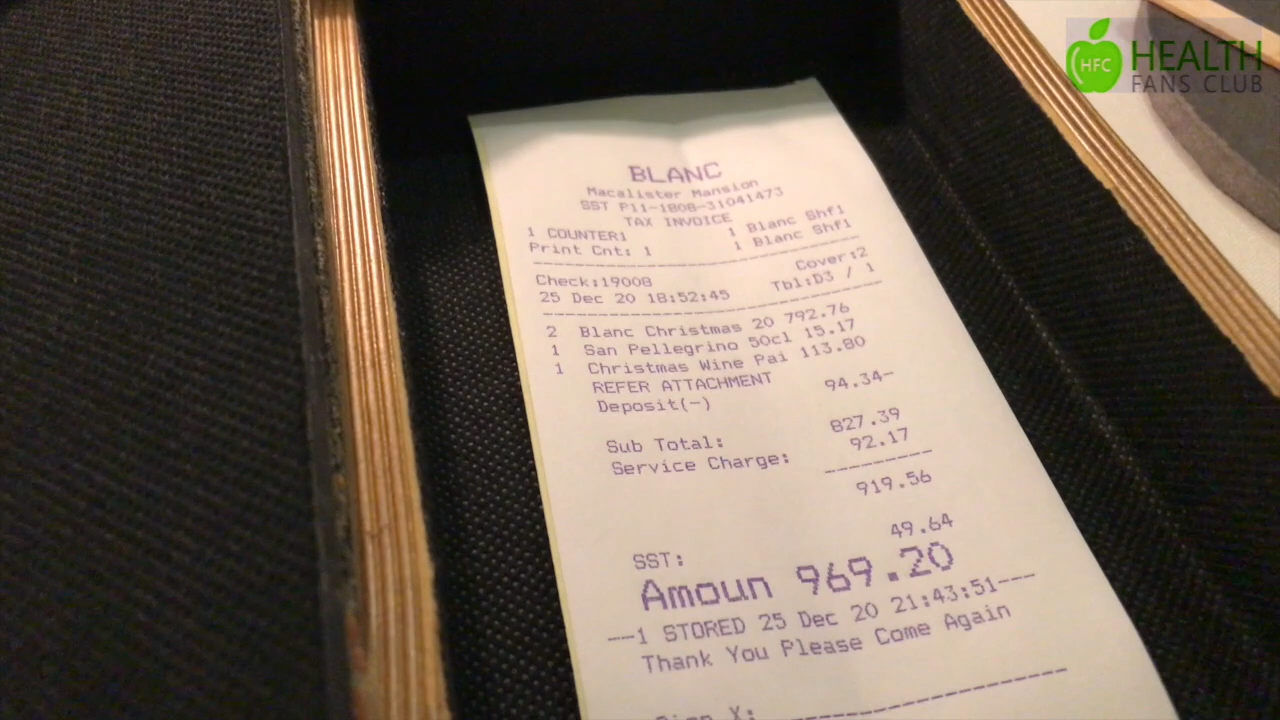 HFC HEALTH
FANS CLUB
BLANC
Macalister Mansion
SST P11-1808-31041473
TAX INVOICE
1 COUNTER1 1 Blanc Shf1
Print Cnt: 1 1 Blanc Shf1
Check:19008 Cover:2
25 Dec 20 18:52:45 Tbl:D3 / 1
2 Blanc Christmas 20 792.76
1 San Pellegrino 50cl 15.17
1 Christmas Wine Pai 113.80
REFER ATTACHMENT
Deposit(-) 94.34-
Sub Total: 827.39
Service Charge: 92.17
919.56
SST: 49.64
Amoun 969.20
--1 STORED 25 Dec 20 21:43:51---
Thank You Please Come Again
X: